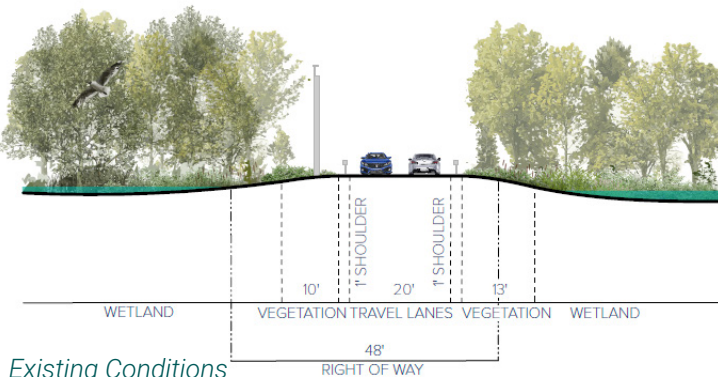 1' SHOULDER
1' SHOULDER
10'
20'
13'
WETLAND
VEGETATION
TRAVEL LANES
VEGETATION
WETLAND
48'
RIGHT OF WAY
Existing Conditions